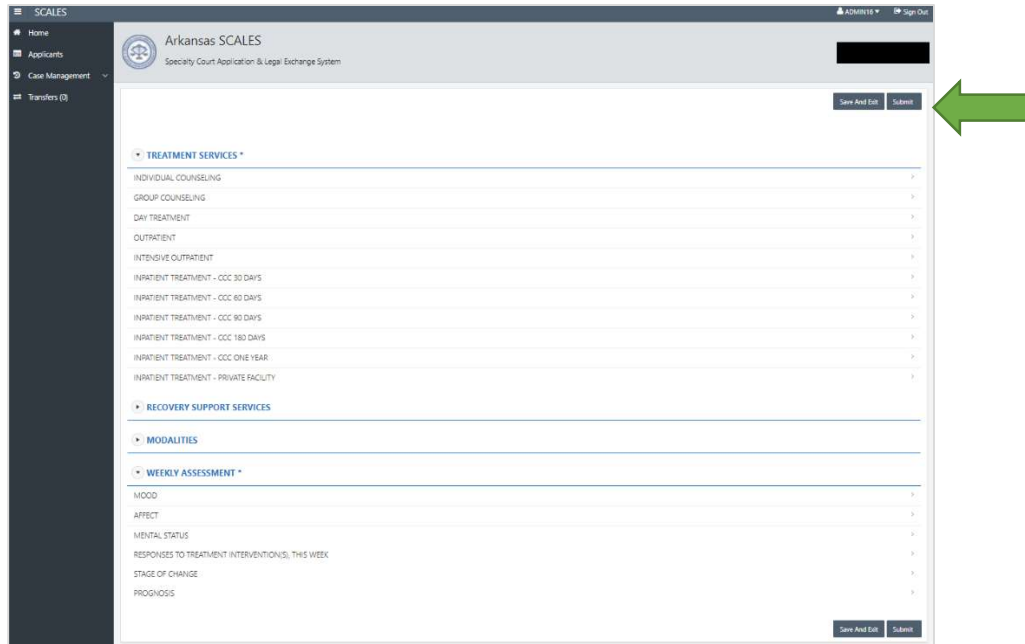 SCALES
ADMIN16 Sign Out
Home
Applicants
Case Management
Transfers (0)
Arkansas SCALES
Specialty Court Application & Legal Exchange System
Save And Exit Submit
TREATMENT SERVICES *
INDIVIDUAL COUNSELING
GROUP COUNSELING
DAY TREATMENT
OUTPATIENT
INTENSIVE OUTPATIENT
INPATIENT TREATMENT - CCC 30 DAYS
INPATIENT TREATMENT - CCC 60 DAYS
INPATIENT TREATMENT - CCC 90 DAYS
INPATIENT TREATMENT - CCC 180 DAYS
INPATIENT TREATMENT - CCC ONE YEAR
INPATIENT TREATMENT - PRIVATE FACILITY
RECOVERY SUPPORT SERVICES
MODALITIES
WEEKLY ASSESSMENT *
MOOD
AFFECT
MENTAL STATUS
RESPONSES TO TREATMENT INTERVENTION(S), THIS WEEK
STAGE OF CHANGE
PROGNOSIS
Save And Exit Submit